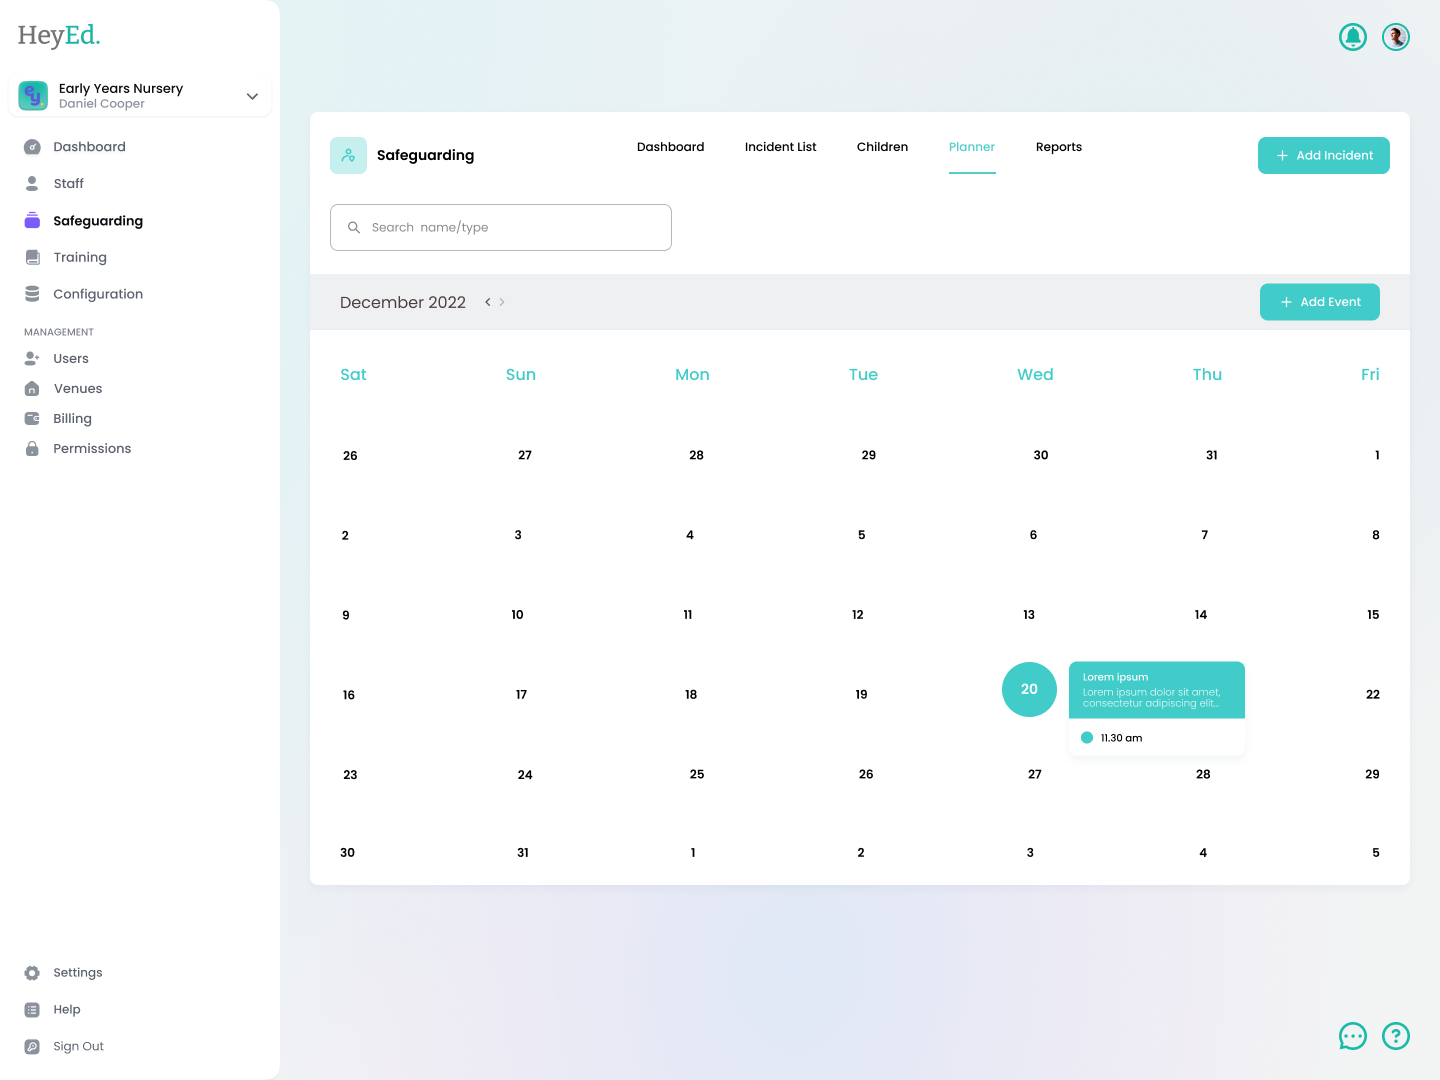 HeyEd.
Early Years Nursery
Daniel Cooper
Dashboard
Staff
Safeguarding
Training
Configuration
MANAGEMENT
Users
Venues
Billing
Permissions
Settings
Help
Sign Out
Safeguarding
Dashboard Incident List Children Planner Reports
+ Add Incident
Search name/type
December 2022 < >
+ Add Event
Sat Sun Mon Tue Wed Thu Fri
26 27 28 29 30 31 1
2 3 4 5 6 7 8
9 10 11 12 13 14 15
16 17 18 19 20 22
Lorem ipsum
Lorem ipsum dolor sit amet,
consectetur adipiscing elit...
11.30 am
23 24 25 26 27 28 29
30 31 1 2 3 4 5